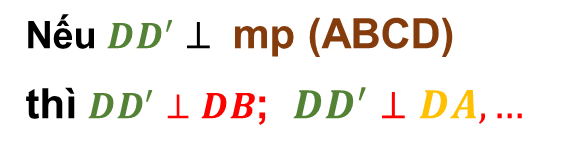 Nếu DD′ ⊥ mp (ABCD)
thì DD′ ⊥ DB; DD′ ⊥ DA, ...